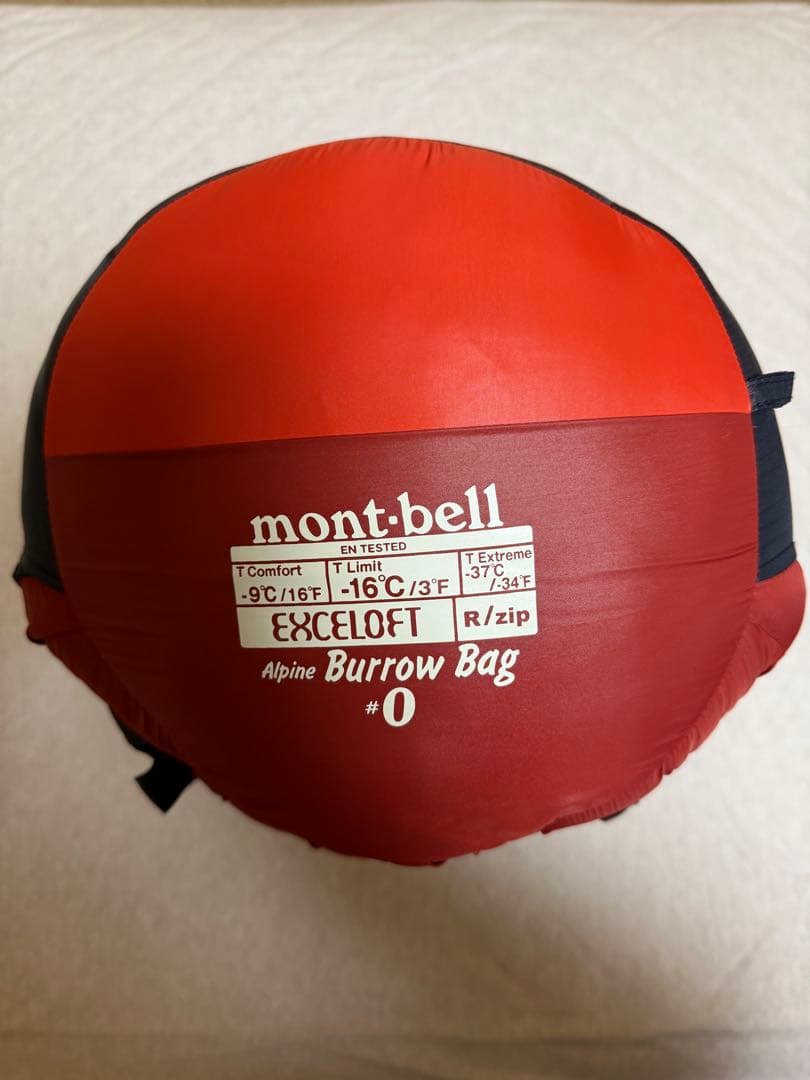 mont-bell
EN TESTED
T Comfort T Limit T Extreme
-9℃/16℉ -16℃/3℉ -37℃/-34℉
EXCELOFT R/zip
Alpine Burrow Bag
#0